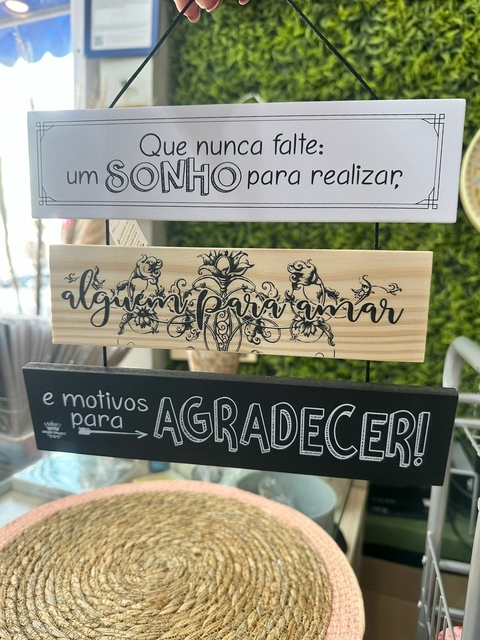 Que nunca falte:
um SONHO para realizar,
alguém para amar
e motivos
para AGRADECER!